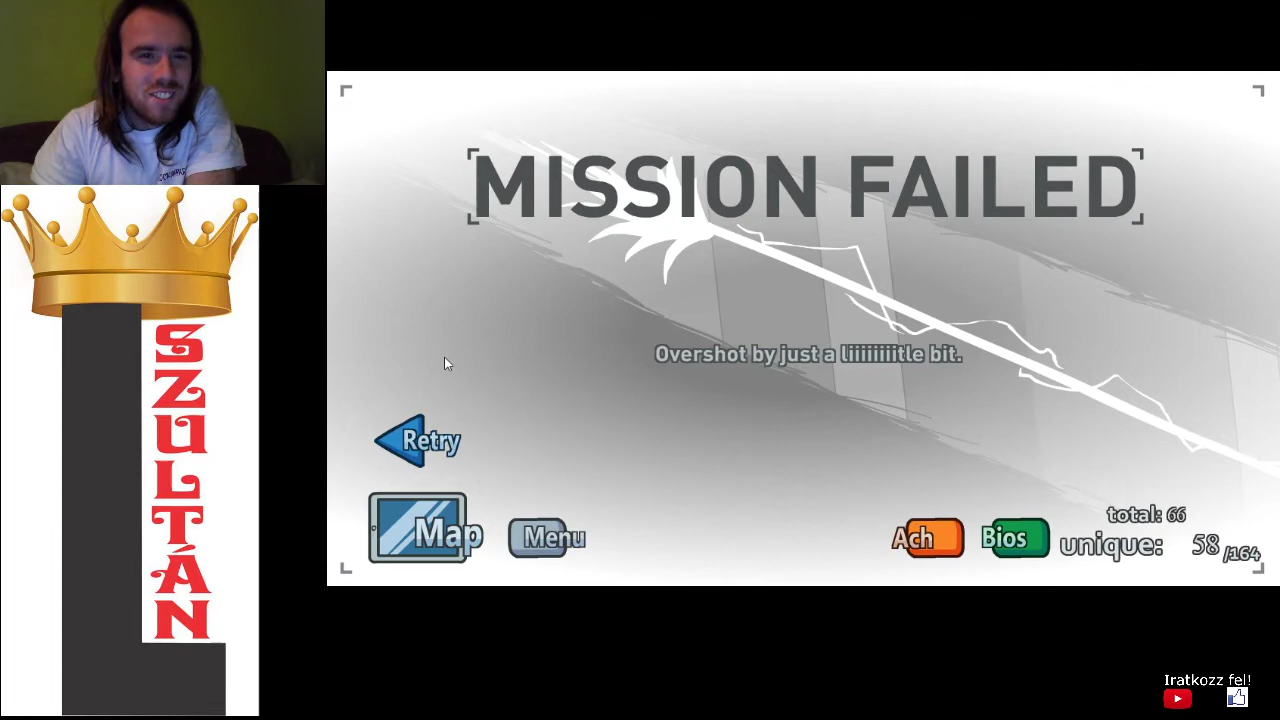 SZULTÁN
MISSION FAILED
Overshot by just a liiiiiiiitle bit.
Retry
Map
Menu
Ach
Bios
total: 66
unique: 58/164
Iratkozz fel!